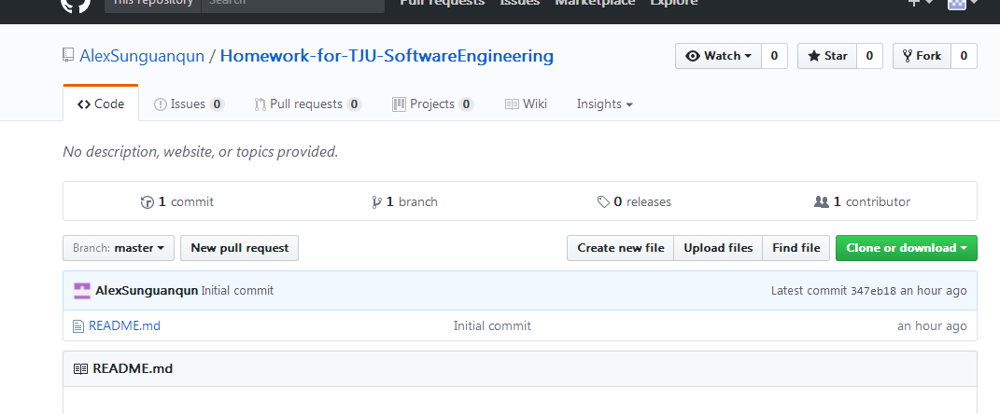 This repository Search Pull requests Issues Marketplace Explore
AlexSunguanqun / Homework-for-TJU-SoftwareEngineering Watch 0 Star 0 Fork 0
Code Issues 0 Pull requests 0 Projects 0 Wiki Insights
No description, website, or topics provided.
1 commit 1 branch 0 releases 1 contributor
Branch: master New pull request Create new file Upload files Find file Clone or download
AlexSunguanqun Initial commit Latest commit 347eb18 an hour ago
README.md Initial commit an hour ago
README.md